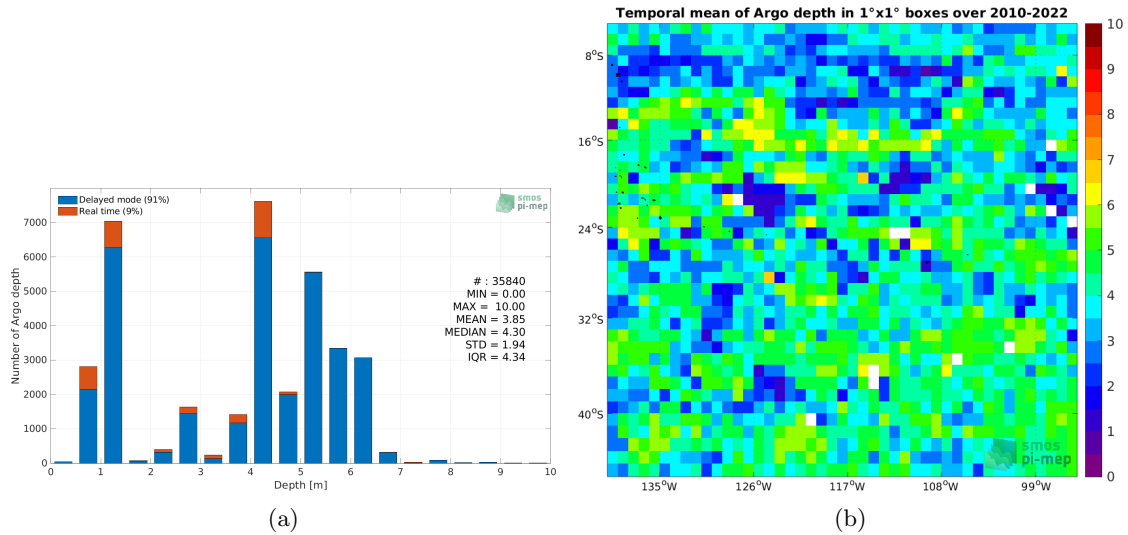 Delayed mode (91%)
Real time (9%)
smos
pi-mep
7000
6000
5000
4000
3000
2000
1000
0
Number of Argo depth
# : 35840
MIN = 0.00
MAX = 10.00
MEAN = 3.85
MEDIAN = 4.30
STD = 1.94
IQR = 4.34
0 1 2 3 4 5 6 7 8 9 10
Depth [m]
(a)
Temporal mean of Argo depth in 1°x1° boxes over 2010-2022
8°S
16°S
24°S
32°S
40°S
135°W 126°W 117°W 108°W 99°W
smos
pi-mep
10
9
8
7
6
5
4
3
2
1
0
(b)